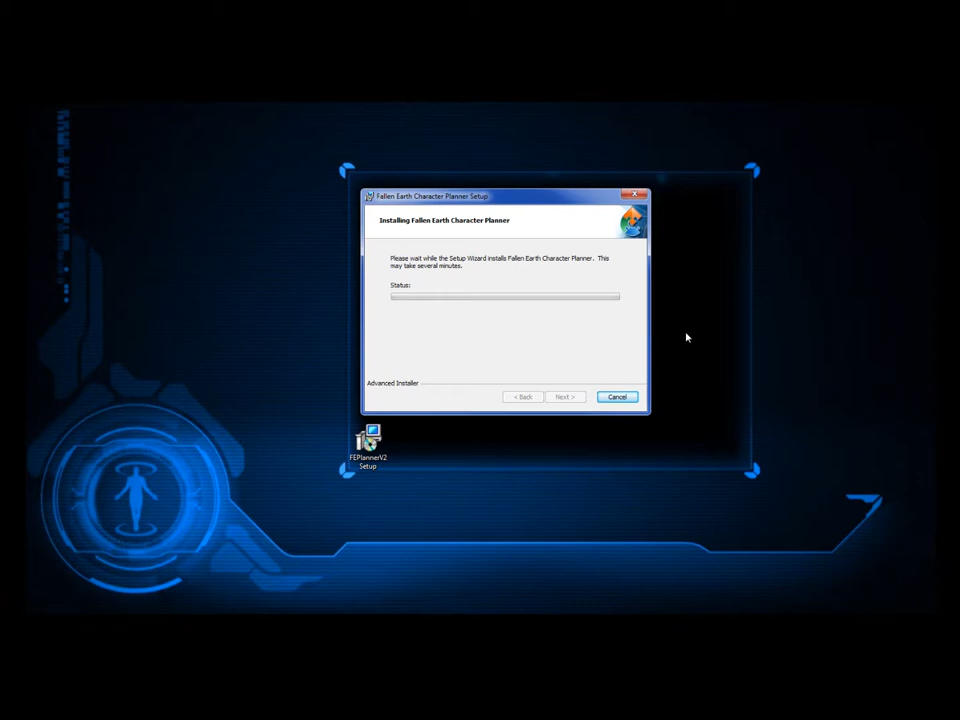 Fallen Earth Character Planner Setup
Installing Fallen Earth Character Planner
Please wait while the Setup Wizard installs Fallen Earth Character Planner. This
may take several minutes.
Status:
Advanced Installer
< Back
Next >
Cancel
FEPlannerV2
Setup